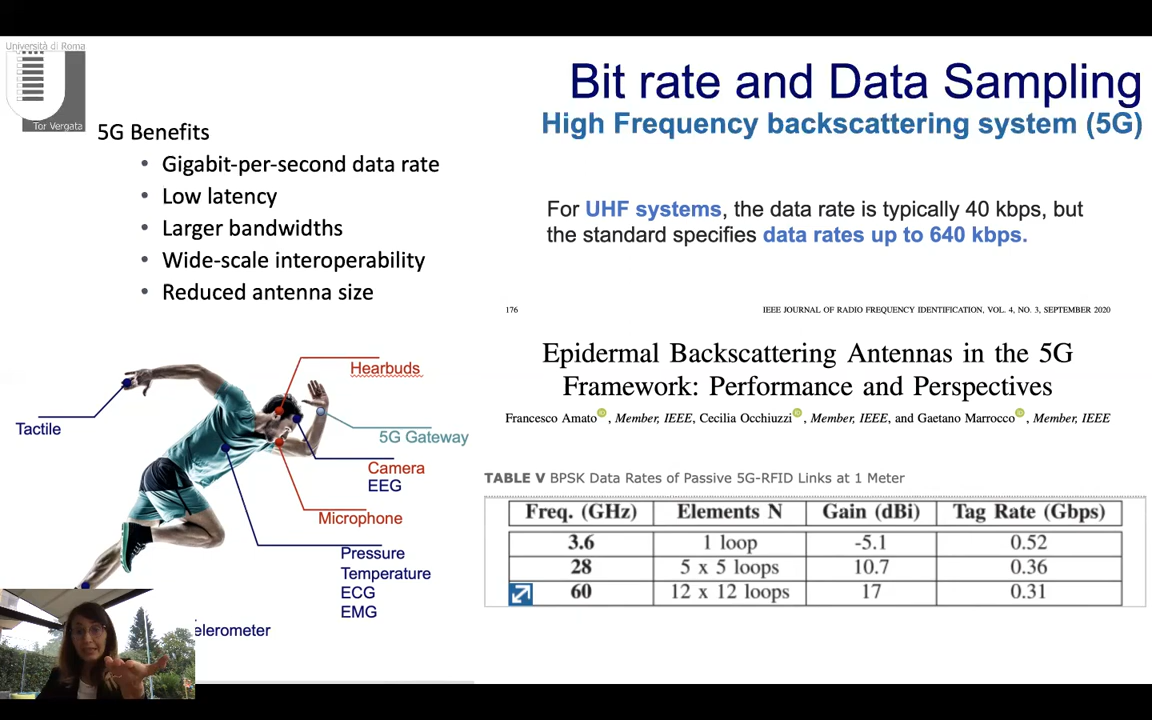 Università di Roma
Tor Vergata
Bit rate and Data Sampling
High Frequency backscattering system (5G)
5G Benefits
• Gigabit-per-second data rate
• Low latency
• Larger bandwidths
• Wide-scale interoperability
• Reduced antenna size
For UHF systems, the data rate is typically 40 kbps, but
the standard specifies data rates up to 640 kbps.
176 IEEE JOURNAL OF RADIO FREQUENCY IDENTIFICATION, VOL. 4, NO. 3, SEPTEMBER 2020
Epidermal Backscattering Antennas in the 5G
Framework: Performance and Perspectives
Francesco Amato, Member, IEEE, Cecilia Occhiuzzi, Member, IEEE, and Gaetano Marrocco, Member, IEEE
Hearbuds
Tactile
5G Gateway
Camera
EEG
Microphone
Pressure
Temperature
ECG
EMG
elerometer
TABLE V BPSK Data Rates of Passive 5G-RFID Links at 1 Meter
Freq. (GHz) Elements N Gain (dBi) Tag Rate (Gbps)
3.6 1 loop -5.1 0.52
28 5 x 5 loops 10.7 0.36
60 12 x 12 loops 17 0.31